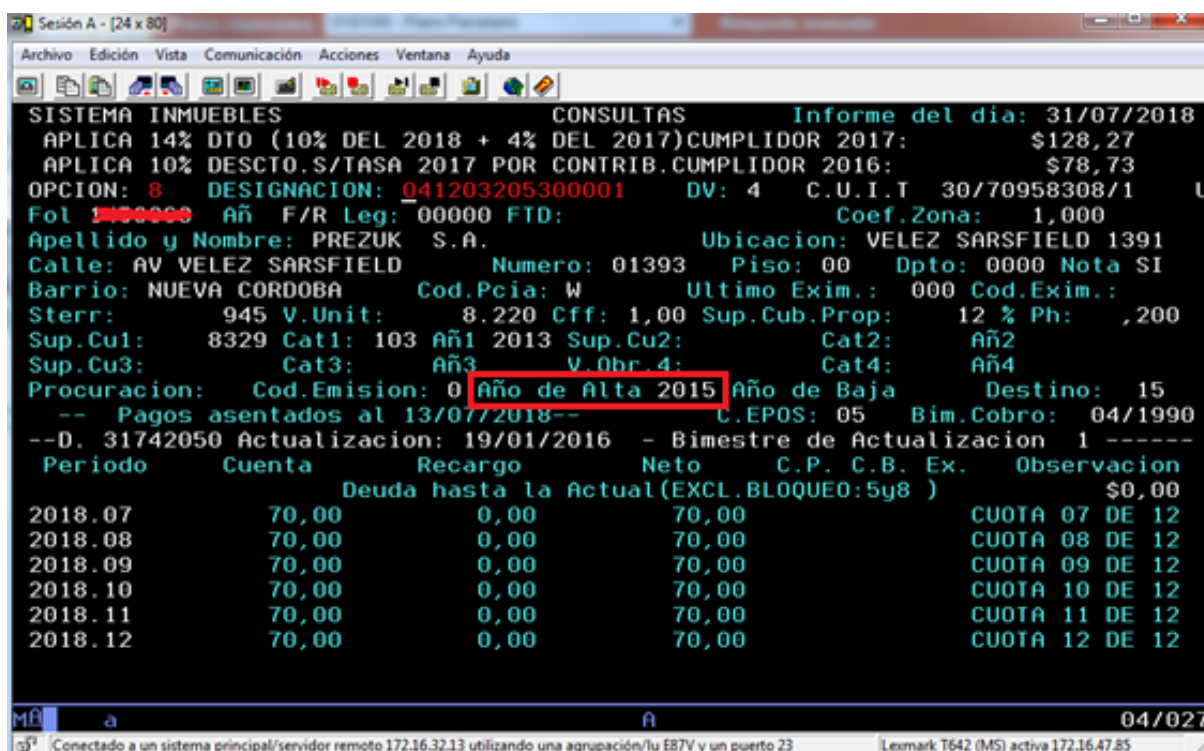 Sesión A - [24 x 80]
Archivo Edición Vista Comunicación Acciones Ventana Ayuda
SISTEMA INMUEBLES CONSULTAS Informe del dia: 31/07/2018
APLICA 14% DTO (10% DEL 2018 + 4% DEL 2017)CUMPLIDOR 2017: $128,27
APLICA 10% DESCTO.S/TASA 2017 POR CONTRIB.CUMPLIDOR 2016: $78,73
OPCION: 8 DESIGNACION: 041203205300001 DV: 4 C.U.I.T 30/70958308/1
Fol Añ F/R Leg: 00000 FTD: Coef.Zona: 1,000
Apellido y Nombre: PREZUK S.A. Ubicacion: VELEZ SARSFIELD 1391
Calle: AV VELEZ SARSFIELD Numero: 01393 Piso: 00 Dpto: 0000 Nota SI
Barrio: NUEVA CORDOBA Cod.Pcia: W Ultimo Exim.: 000 Cod.Exim.:
Sterr: 945 V.Unit: 8.220 Cff: 1,00 Sup.Cub.Prop: 12 % Ph: ,200
Sup.Cu1: 8329 Cat1: 103 Añ1 2013 Sup.Cu2: Cat2: Añ2
Sup.Cu3: Cat3: Añ3 V.Obr.4: Cat4: Añ4
Procuracion: Cod.Emision: 0 Año de Alta 2015 Año de Baja Destino: 15
-- Pagos asentados al 13/07/2018-- C.EPOS: 05 Bim.Cobro: 04/1990
--D. 31742050 Actualizacion: 19/01/2016 - Bimestre de Actualizacion 1 ------
Periodo Cuenta Recargo Neto C.P. C.B. Ex. Observacion
Deuda hasta la Actual(EXCL.BLOQUEO:5y8 ) $0,00
2018.07 70,00 0,00 70,00 CUOTA 07 DE 12
2018.08 70,00 0,00 70,00 CUOTA 08 DE 12
2018.09 70,00 0,00 70,00 CUOTA 09 DE 12
2018.10 70,00 0,00 70,00 CUOTA 10 DE 12
2018.11 70,00 0,00 70,00 CUOTA 11 DE 12
2018.12 70,00 0,00 70,00 CUOTA 12 DE 12
MA a A 04/027
Conectado a un sistema principal/servidor remoto 172.16.32.13 utilizando una agrupación/lu E87V y un puerto 23 Lexmark T642 (MS) activa 172.16.47.85